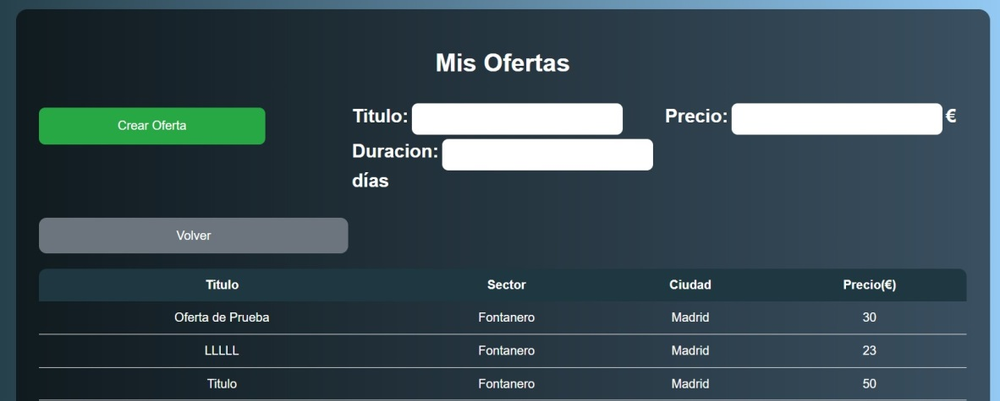 Mis Ofertas
Crear Oferta
Titulo:
Precio: €
Duracion:
días
Volver
Titulo Sector Ciudad Precio(€)
Oferta de Prueba Fontanero Madrid 30
LLLLL Fontanero Madrid 23
Titulo Fontanero Madrid 50